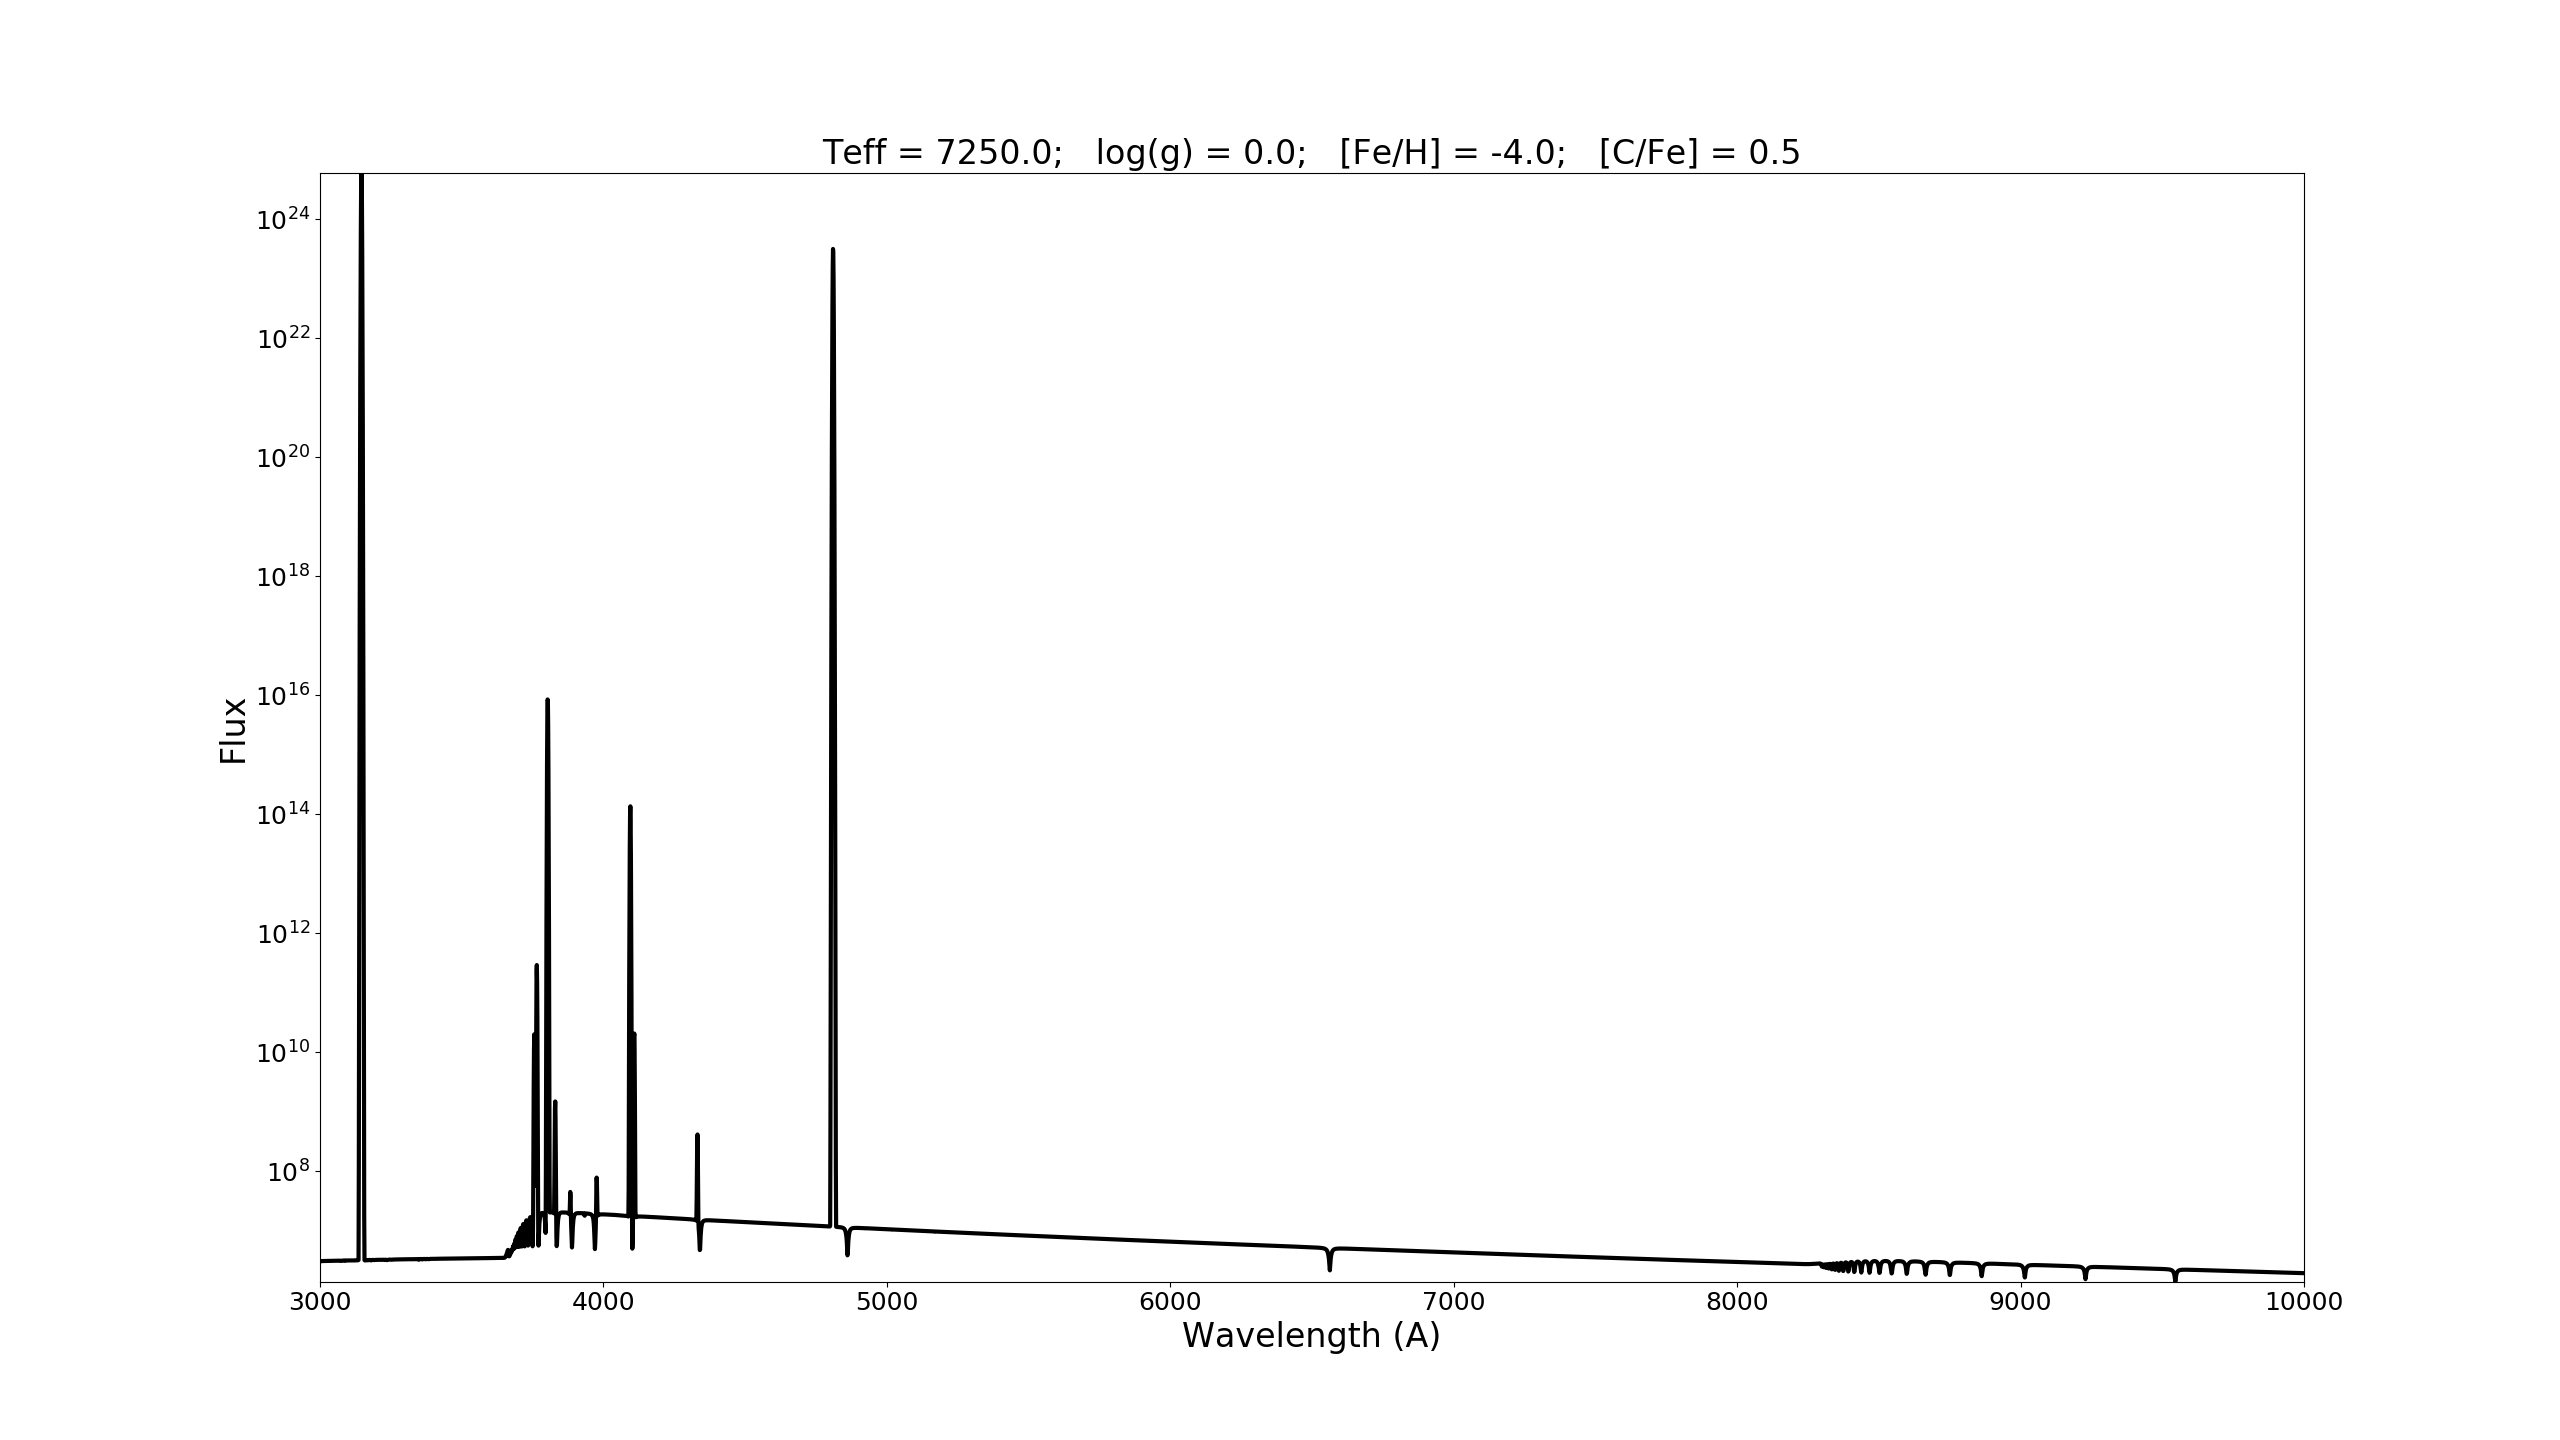 Teff = 7250.0;   log(g) = 0.0;   [Fe/H] = -4.0;   [C/Fe] = 0.5
10^24
10^22
10^20
10^18
10^16
10^14
10^12
10^10
10^8
Flux
3000 4000 5000 6000 7000 8000 9000 10000
Wavelength (A)